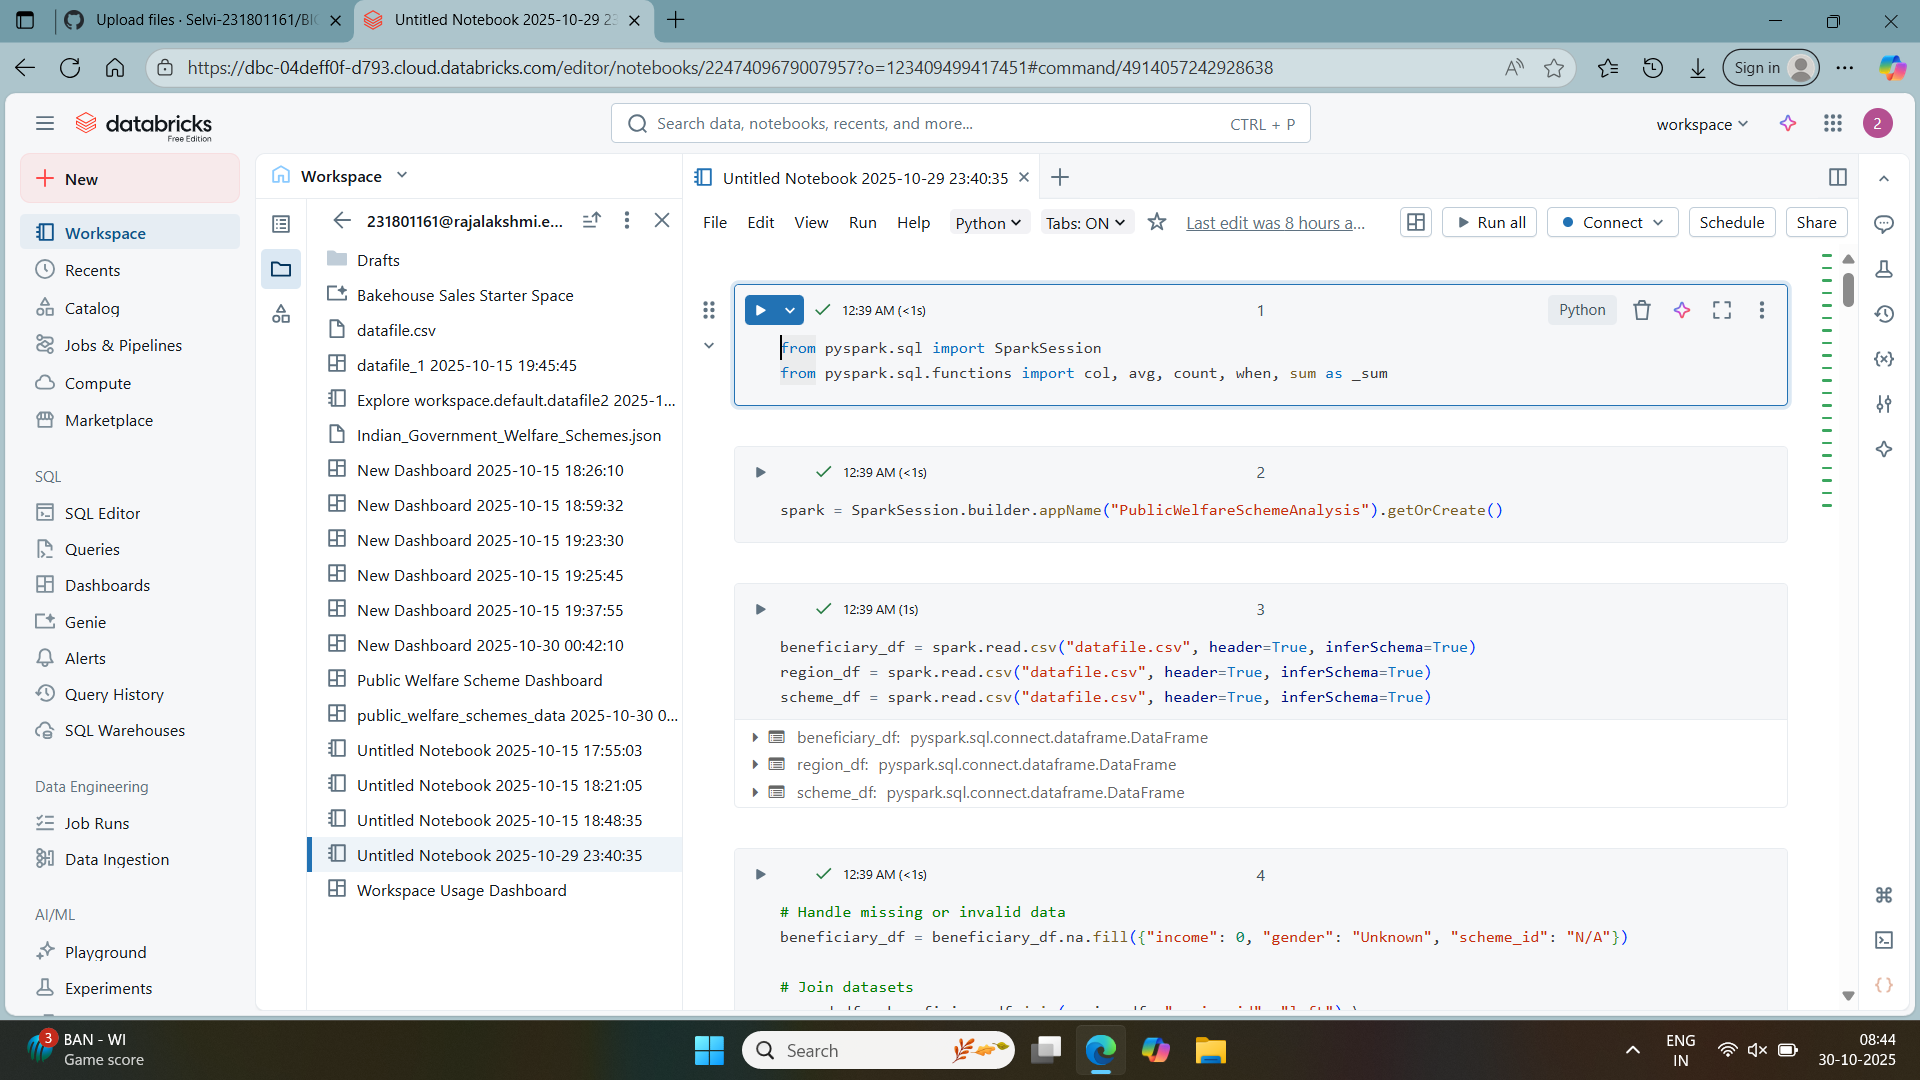 Upload files · Selvi-231801161/BI
Untitled Notebook 2025-10-29 23
https://dbc-04deff0f-d793.cloud.databricks.com/editor/notebooks/2247409679007957?o=123409499417451#command/4914057242928638
Sign in
databricks
Free Edition
Search data, notebooks, recents, and more...
CTRL + P
workspace
2
New
Workspace
Recents
Catalog
Jobs & Pipelines
Compute
Marketplace
SQL
SQL Editor
Queries
Dashboards
Genie
Alerts
Query History
SQL Warehouses
Data Engineering
Job Runs
Data Ingestion
AI/ML
Playground
Experiments
Workspace
231801161@rajalakshmi.e...
Drafts
Bakehouse Sales Starter Space
datafile.csv
datafile_1 2025-10-15 19:45:45
Explore workspace.default.datafile2 2025-1...
Indian_Government_Welfare_Schemes.json
New Dashboard 2025-10-15 18:26:10
New Dashboard 2025-10-15 18:59:32
New Dashboard 2025-10-15 19:23:30
New Dashboard 2025-10-15 19:25:45
New Dashboard 2025-10-15 19:37:55
New Dashboard 2025-10-30 00:42:10
Public Welfare Scheme Dashboard
public_welfare_schemes_data 2025-10-30 0...
Untitled Notebook 2025-10-15 17:55:03
Untitled Notebook 2025-10-15 18:21:05
Untitled Notebook 2025-10-15 18:48:35
Untitled Notebook 2025-10-29 23:40:35
Workspace Usage Dashboard
Untitled Notebook 2025-10-29 23:40:35
File Edit View Run Help Python Tabs: ON Last edit was 8 hours a... Run all Connect Schedule Share
12:39 AM (<1s) 1 Python
from pyspark.sql import SparkSession
from pyspark.sql.functions import col, avg, count, when, sum as _sum
12:39 AM (<1s) 2
spark = SparkSession.builder.appName("PublicWelfareSchemeAnalysis").getOrCreate()
12:39 AM (1s) 3
beneficiary_df = spark.read.csv("datafile.csv", header=True, inferSchema=True)
region_df = spark.read.csv("datafile.csv", header=True, inferSchema=True)
scheme_df = spark.read.csv("datafile.csv", header=True, inferSchema=True)
beneficiary_df: pyspark.sql.connect.dataframe.DataFrame
region_df: pyspark.sql.connect.dataframe.DataFrame
scheme_df: pyspark.sql.connect.dataframe.DataFrame
12:39 AM (<1s) 4
# Handle missing or invalid data
beneficiary_df = beneficiary_df.na.fill({"income": 0, "gender": "Unknown", "scheme_id": "N/A"})
# Join datasets
3
BAN - WI
Game score
Search
ENG
IN
08:44
30-10-2025